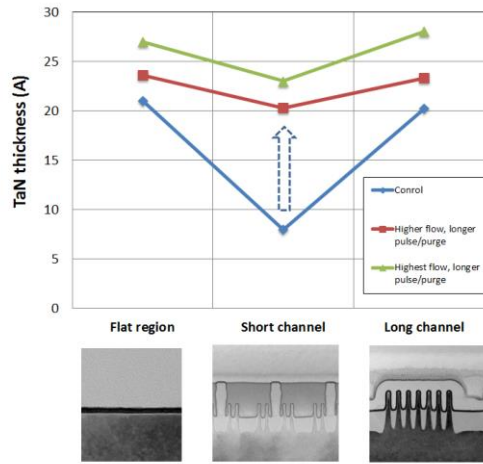 30
25
20
15
10
5
0
TaN thickness (A)
Conrol
Higher flow, longer
pulse/purge
Highest flow, longer
pulse/purge
Flat region
Short channel
Long channel